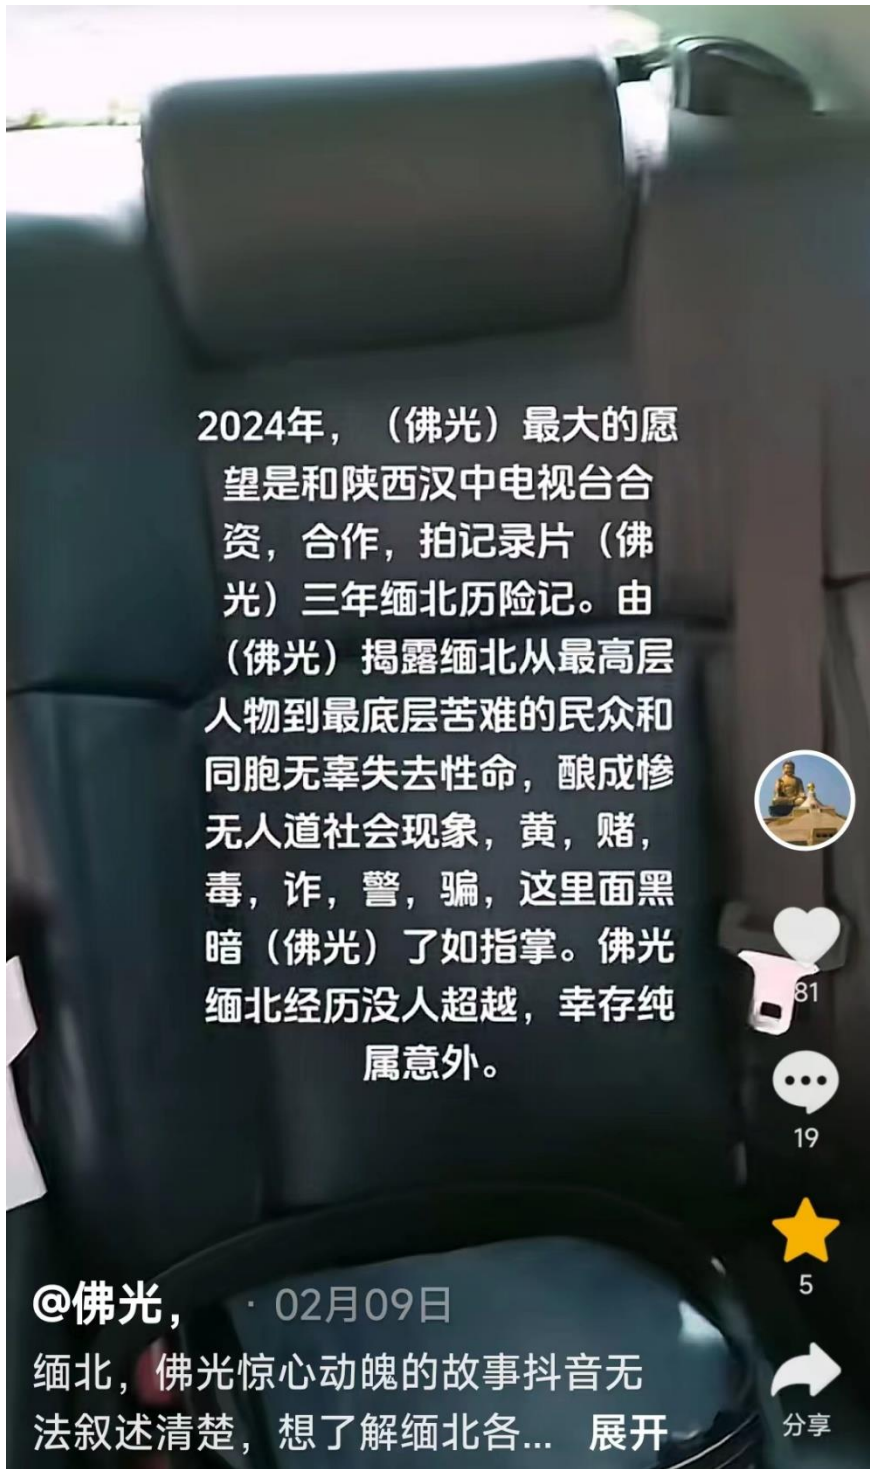 2024年，（佛光）最大的愿
望是和陕西汉中电视台合
资，合作，拍记录片（佛
光）三年缅北历险记。由
（佛光）揭露缅北从最高层
人物到最底层苦难的民众和
同胞无辜失去性命，酿成惨
无人道社会现象，黄，赌，
毒，诈，警，骗，这里面黑
暗（佛光）了如指掌。佛光
缅北经历没人超越，幸存纯
属意外。
81
19
5
分享
@佛光， · 02月09日
缅北，佛光惊心动魄的故事抖音无
法叙述清楚，想了解缅北各... 展开